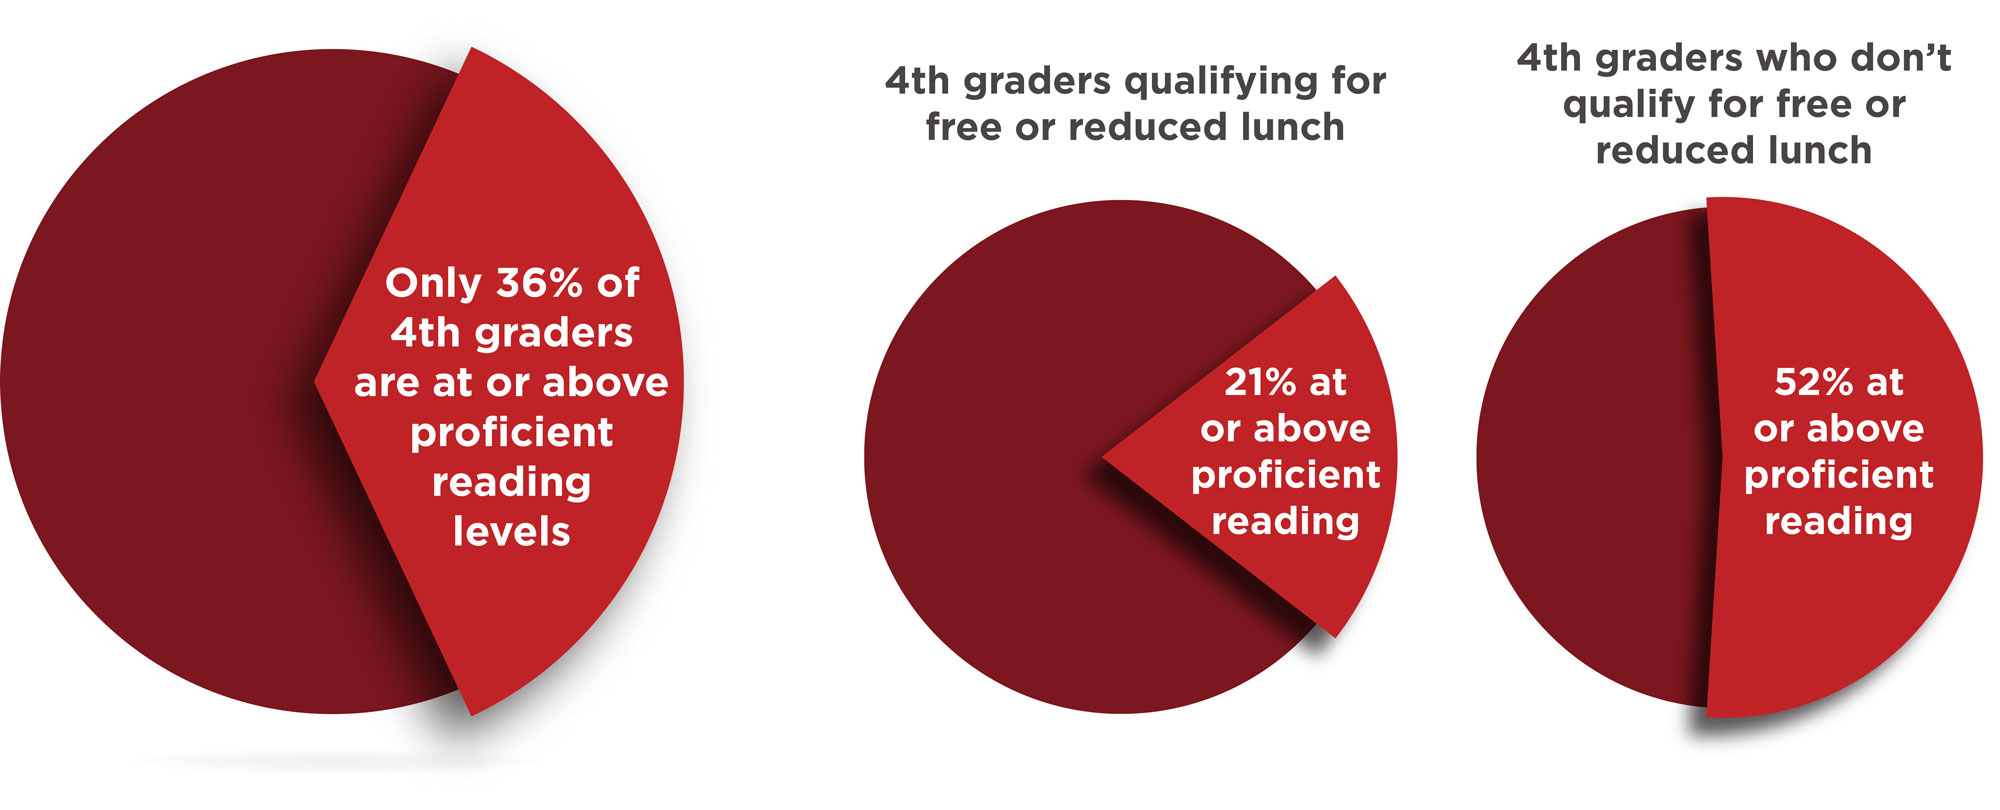 Only 36% of
4th graders
are at or above
proficient
reading
levels
4th graders qualifying for
free or reduced lunch
21% at
or above
proficient
reading
4th graders who don’t
qualify for free or
reduced lunch
52% at
or above
proficient
reading